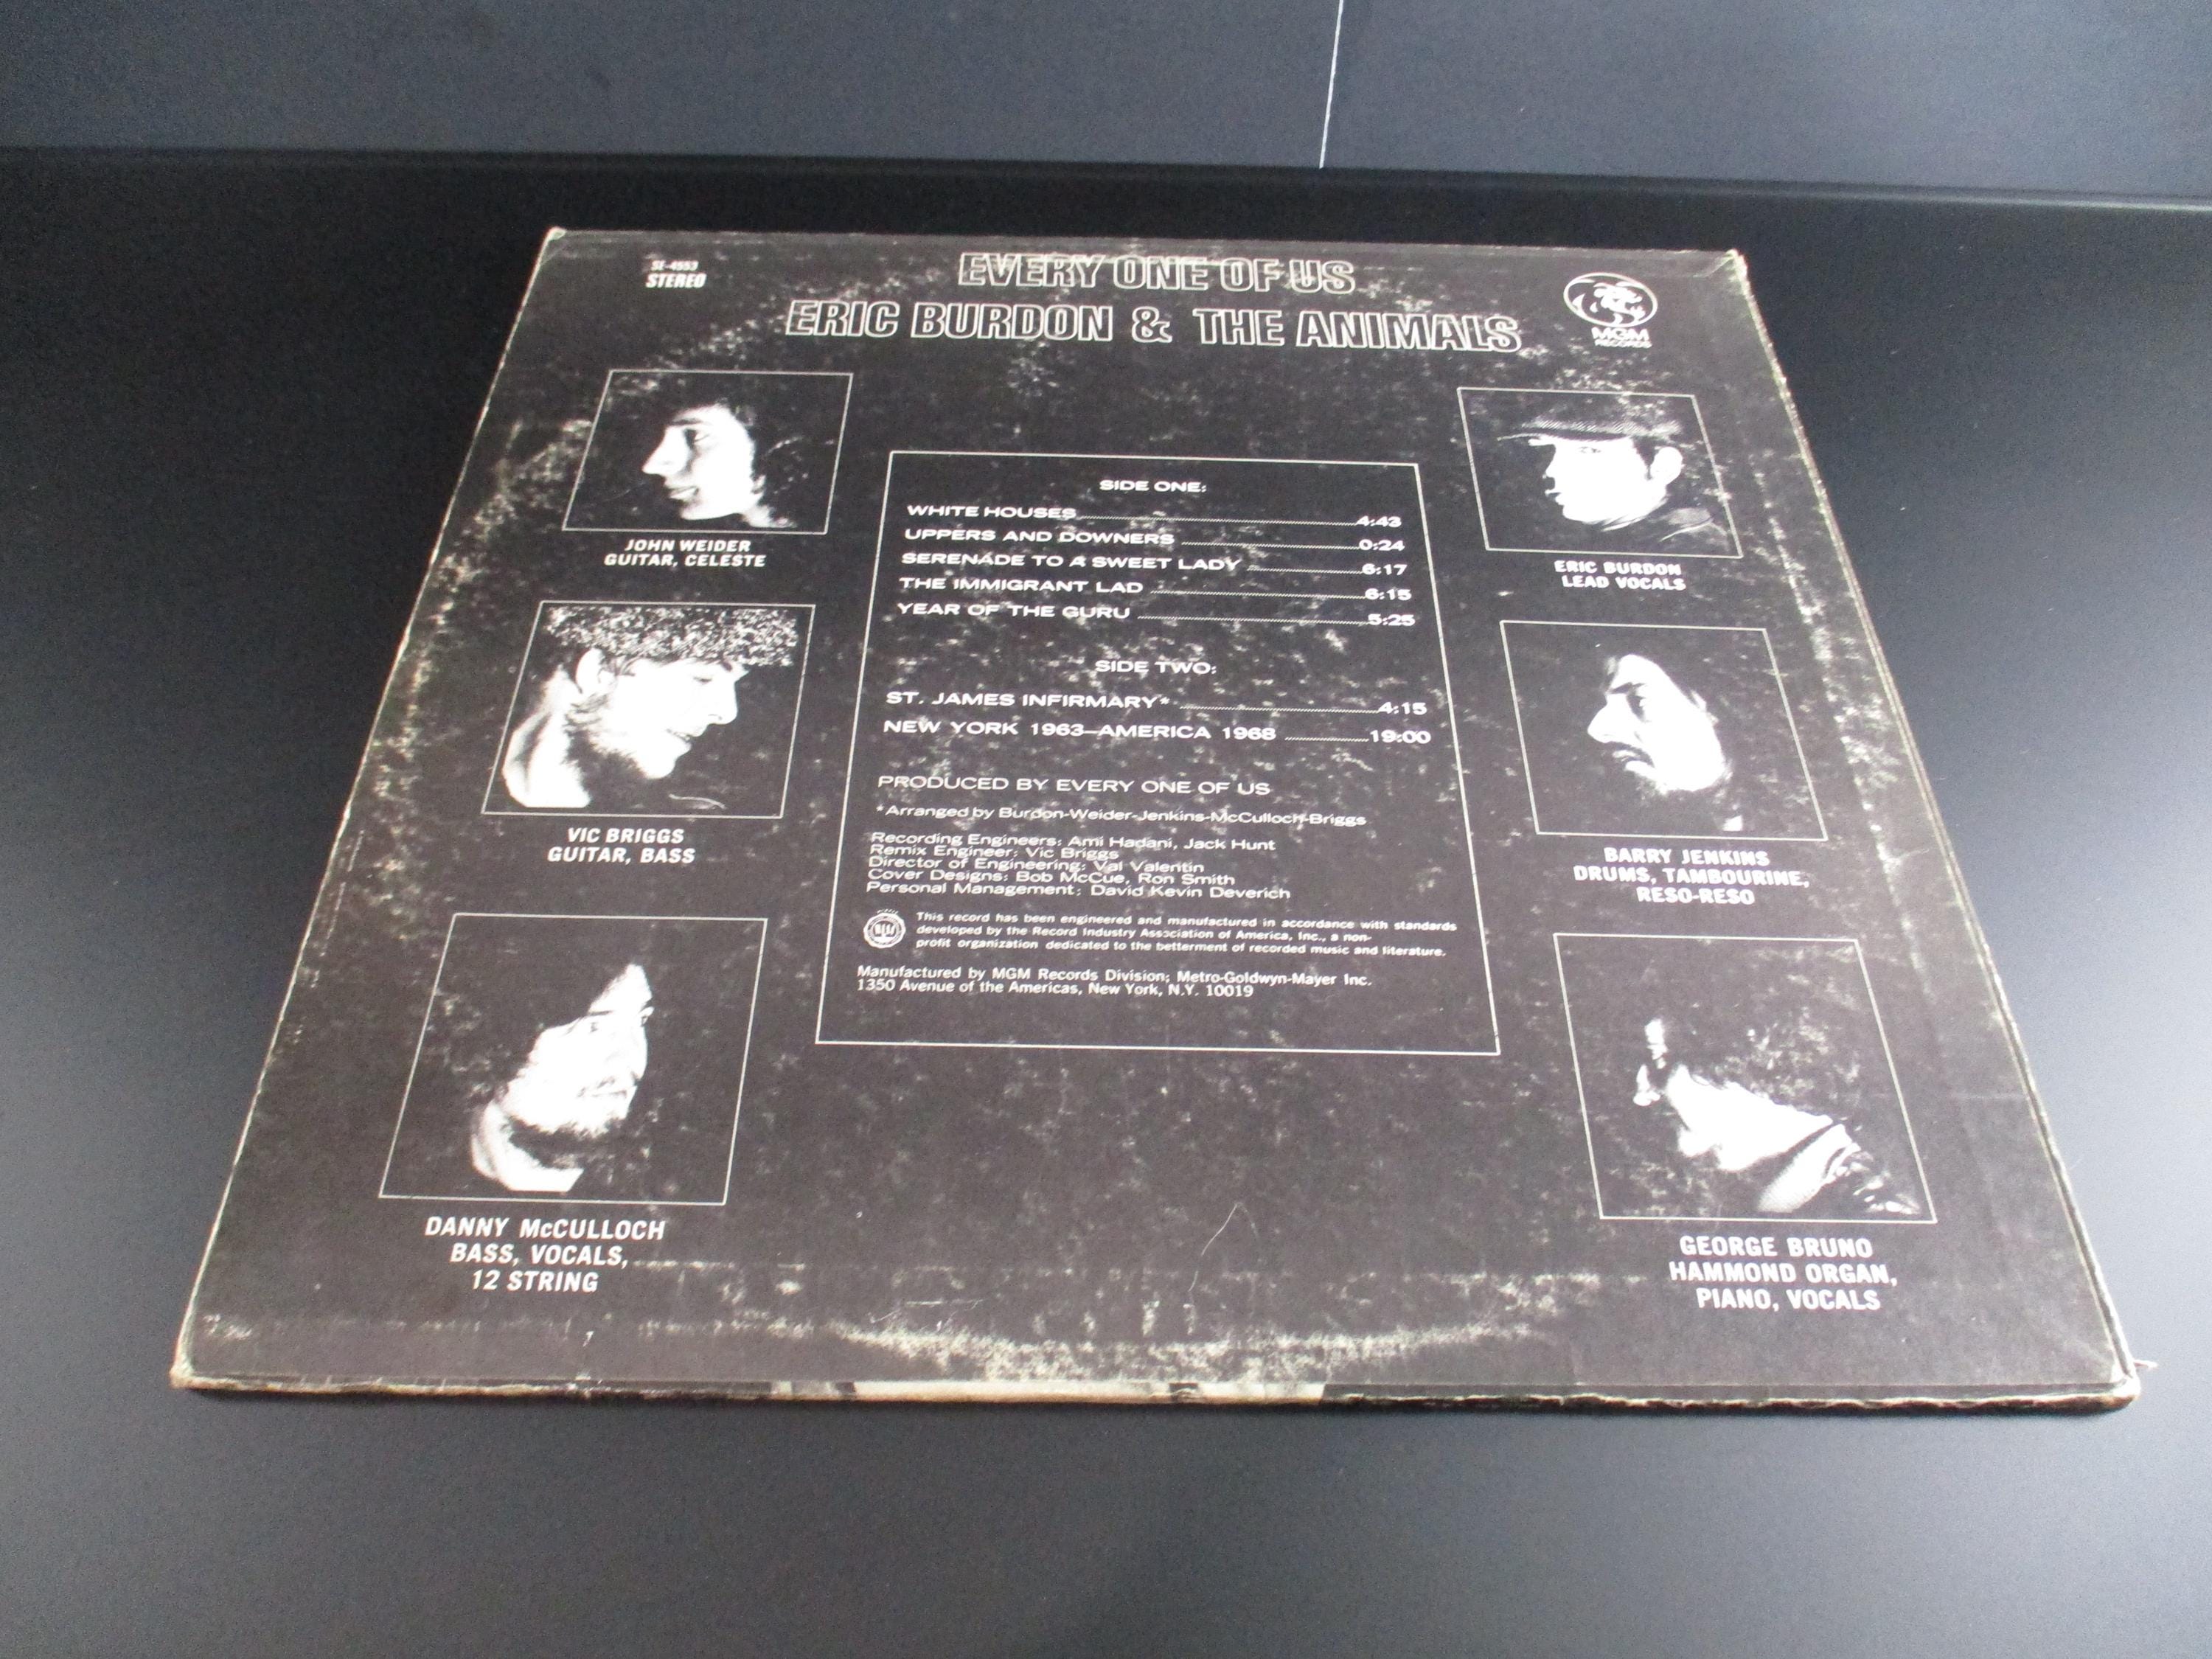 SE-4553
STEREO
EVERY ONE OF US
ERIC BURDON & THE ANIMALS
MGM
RECORDS
JOHN WEIDER
GUITAR, CELESTE
VIC BRIGGS
GUITAR, BASS
DANNY McCULLOCH
BASS, VOCALS,
12 STRING
SIDE ONE:
WHITE HOUSES 4:43
UPPERS AND DOWNERS 0:24
SERENADE TO A SWEET LADY 6:17
THE IMMIGRANT LAD 6:15
YEAR OF THE GURU 5:25
SIDE TWO:
ST. JAMES INFIRMARY* 4:15
NEW YORK 1963–AMERICA 1968 19:00
PRODUCED BY EVERY ONE OF US
*Arranged by Burdon-Weider-Jenkins-McCulloch-Briggs
Recording Engineers: Ami Hadani, Jack Hunt
Remix Engineer: Vic Briggs
Director of Engineering: Val Valentin
Cover Designs: Bob McCue, Ron Smith
Personal Management: David Kevin Deverich
This record has been engineered and manufactured in accordance with standards
developed by the Record Industry Association of America, Inc., a non-
profit organization dedicated to the betterment of recorded music and literature.
Manufactured by MGM Records Division; Metro-Goldwyn-Mayer Inc.
1350 Avenue of the Americas, New York, N.Y. 10019
ERIC BURDON
LEAD VOCALS
BARRY JENKINS
DRUMS, TAMBOURINE,
RESO-RESO
GEORGE BRUNO
HAMMOND ORGAN,
PIANO, VOCALS